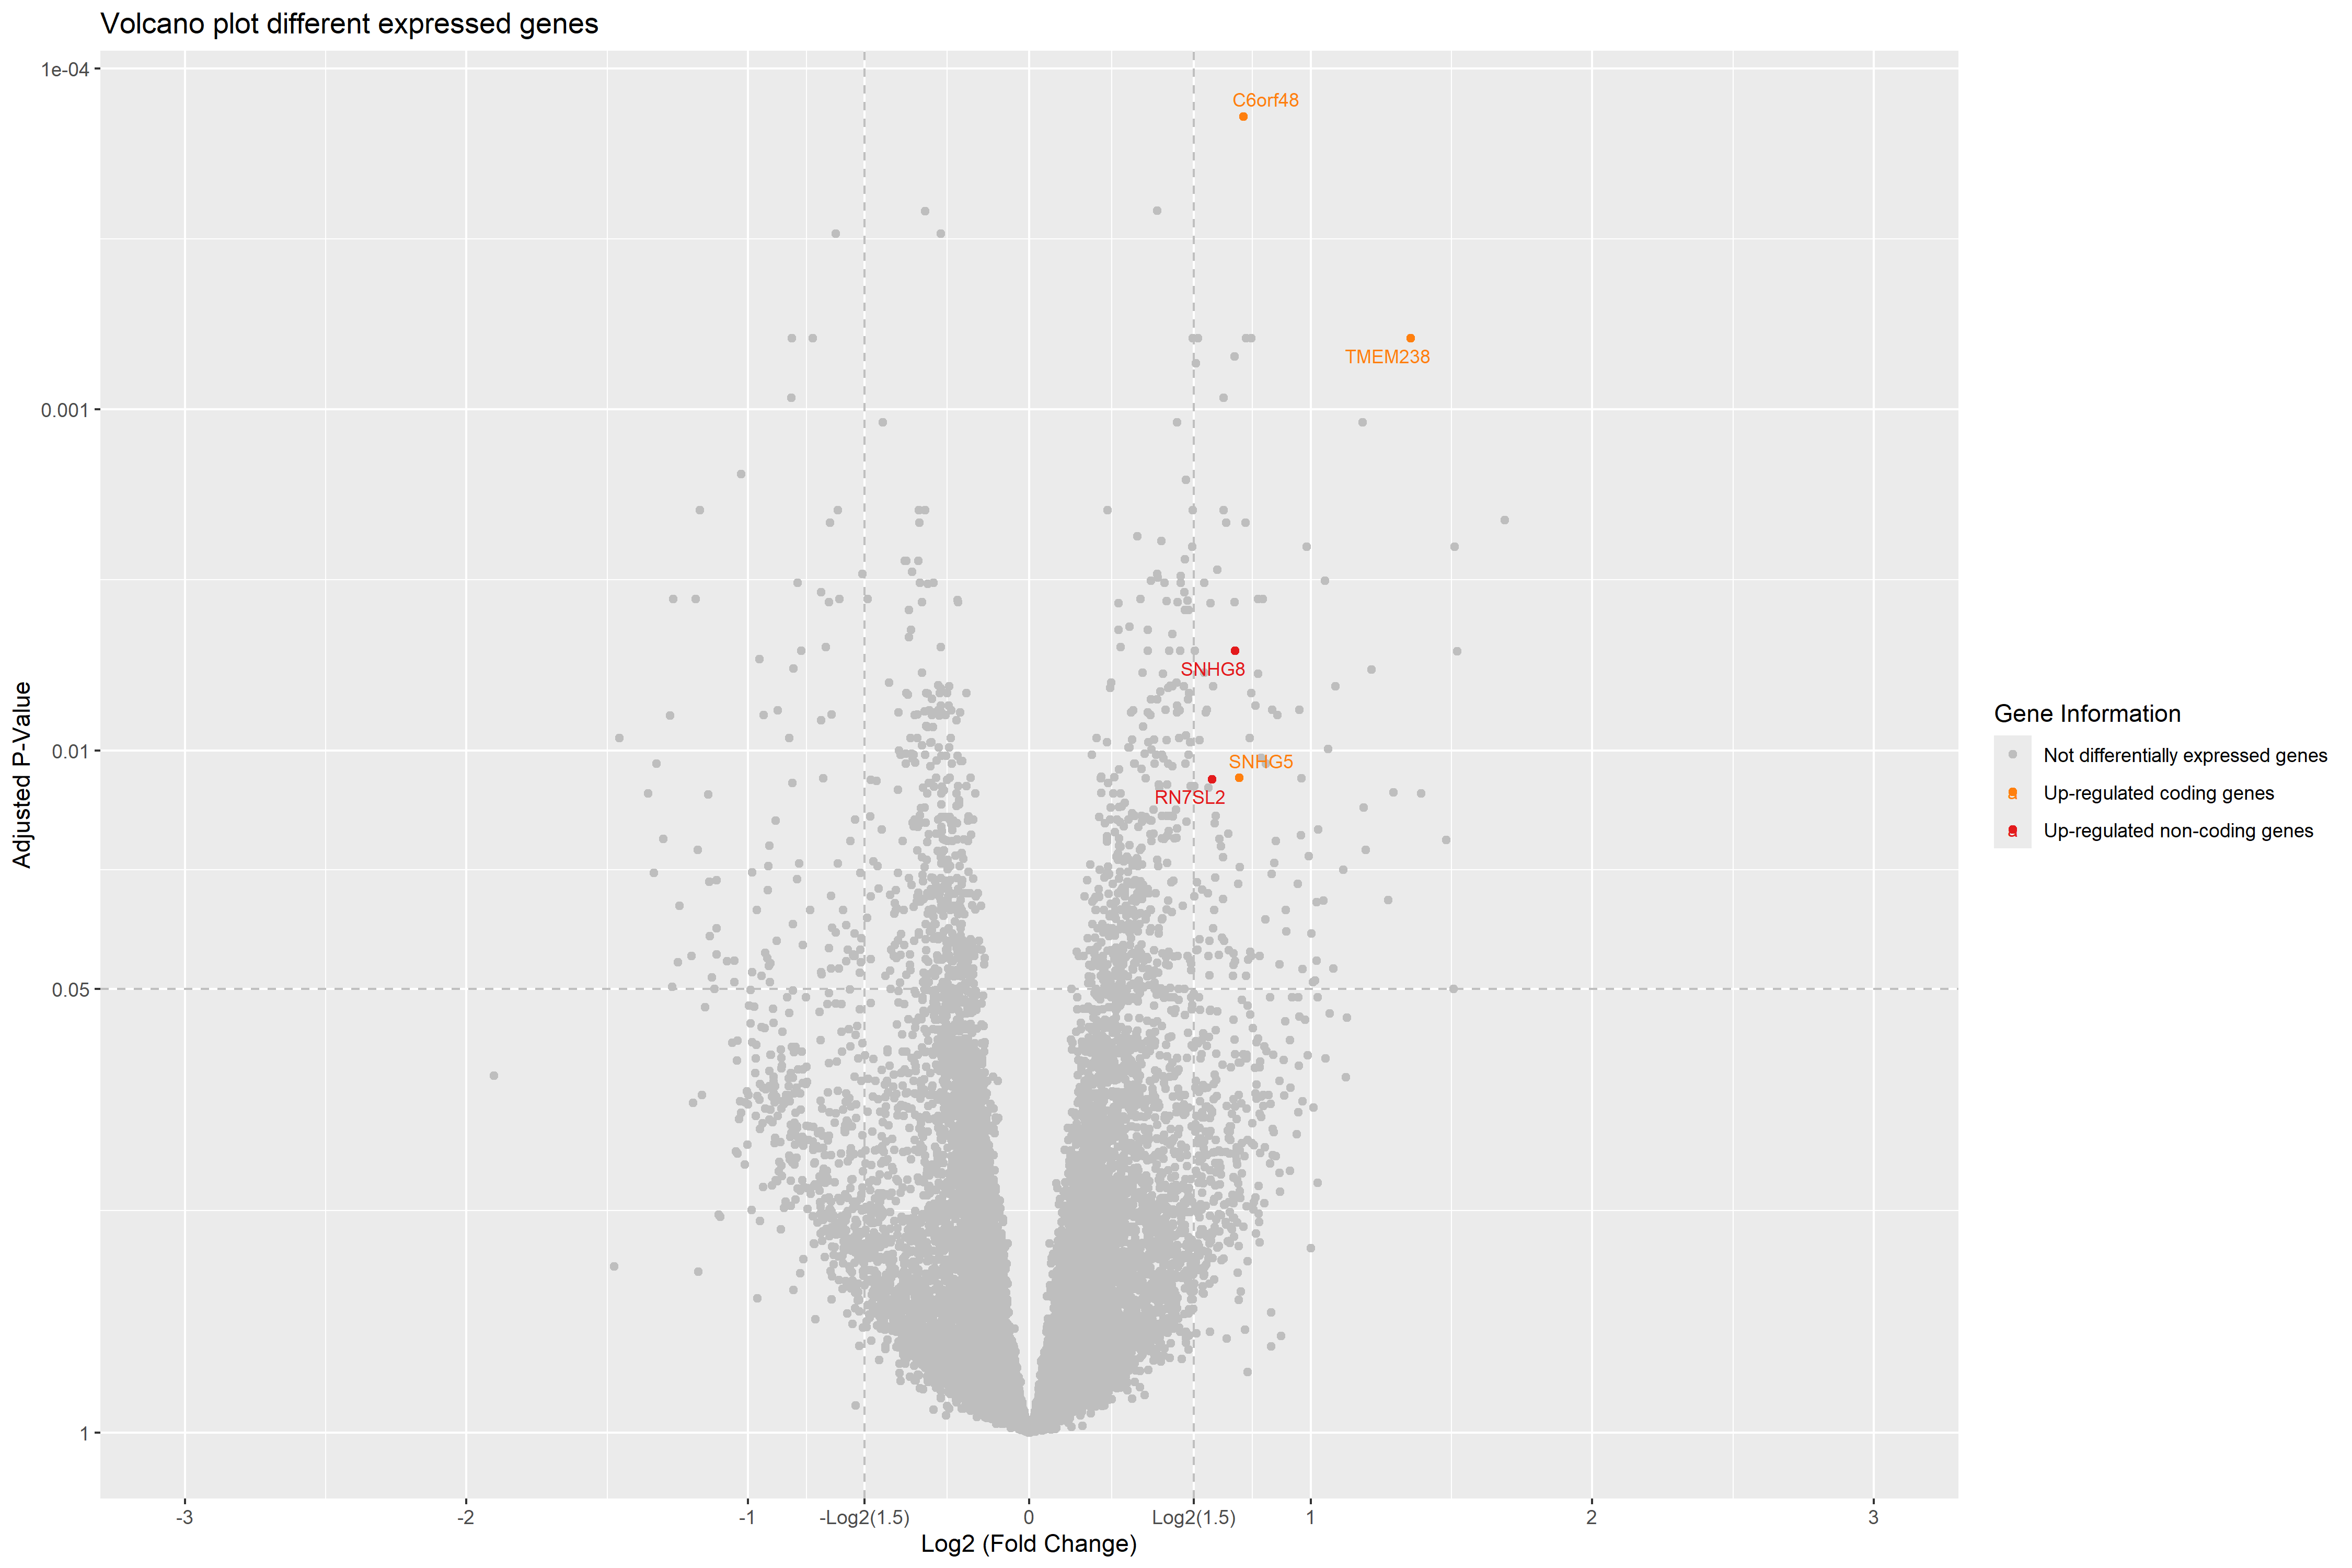 Volcano plot different expressed genes
1e-04
0.001
0.01
0.05
1
Adjusted P-Value
C6orf48
TMEM238
SNHG8
SNHG5
RN7SL2
-3
-2
-1
-Log2(1.5)
0
Log2(1.5)
1
2
3
Log2 (Fold Change)
Gene Information
Not differentially expressed genes
a Up-regulated coding genes
a Up-regulated non-coding genes